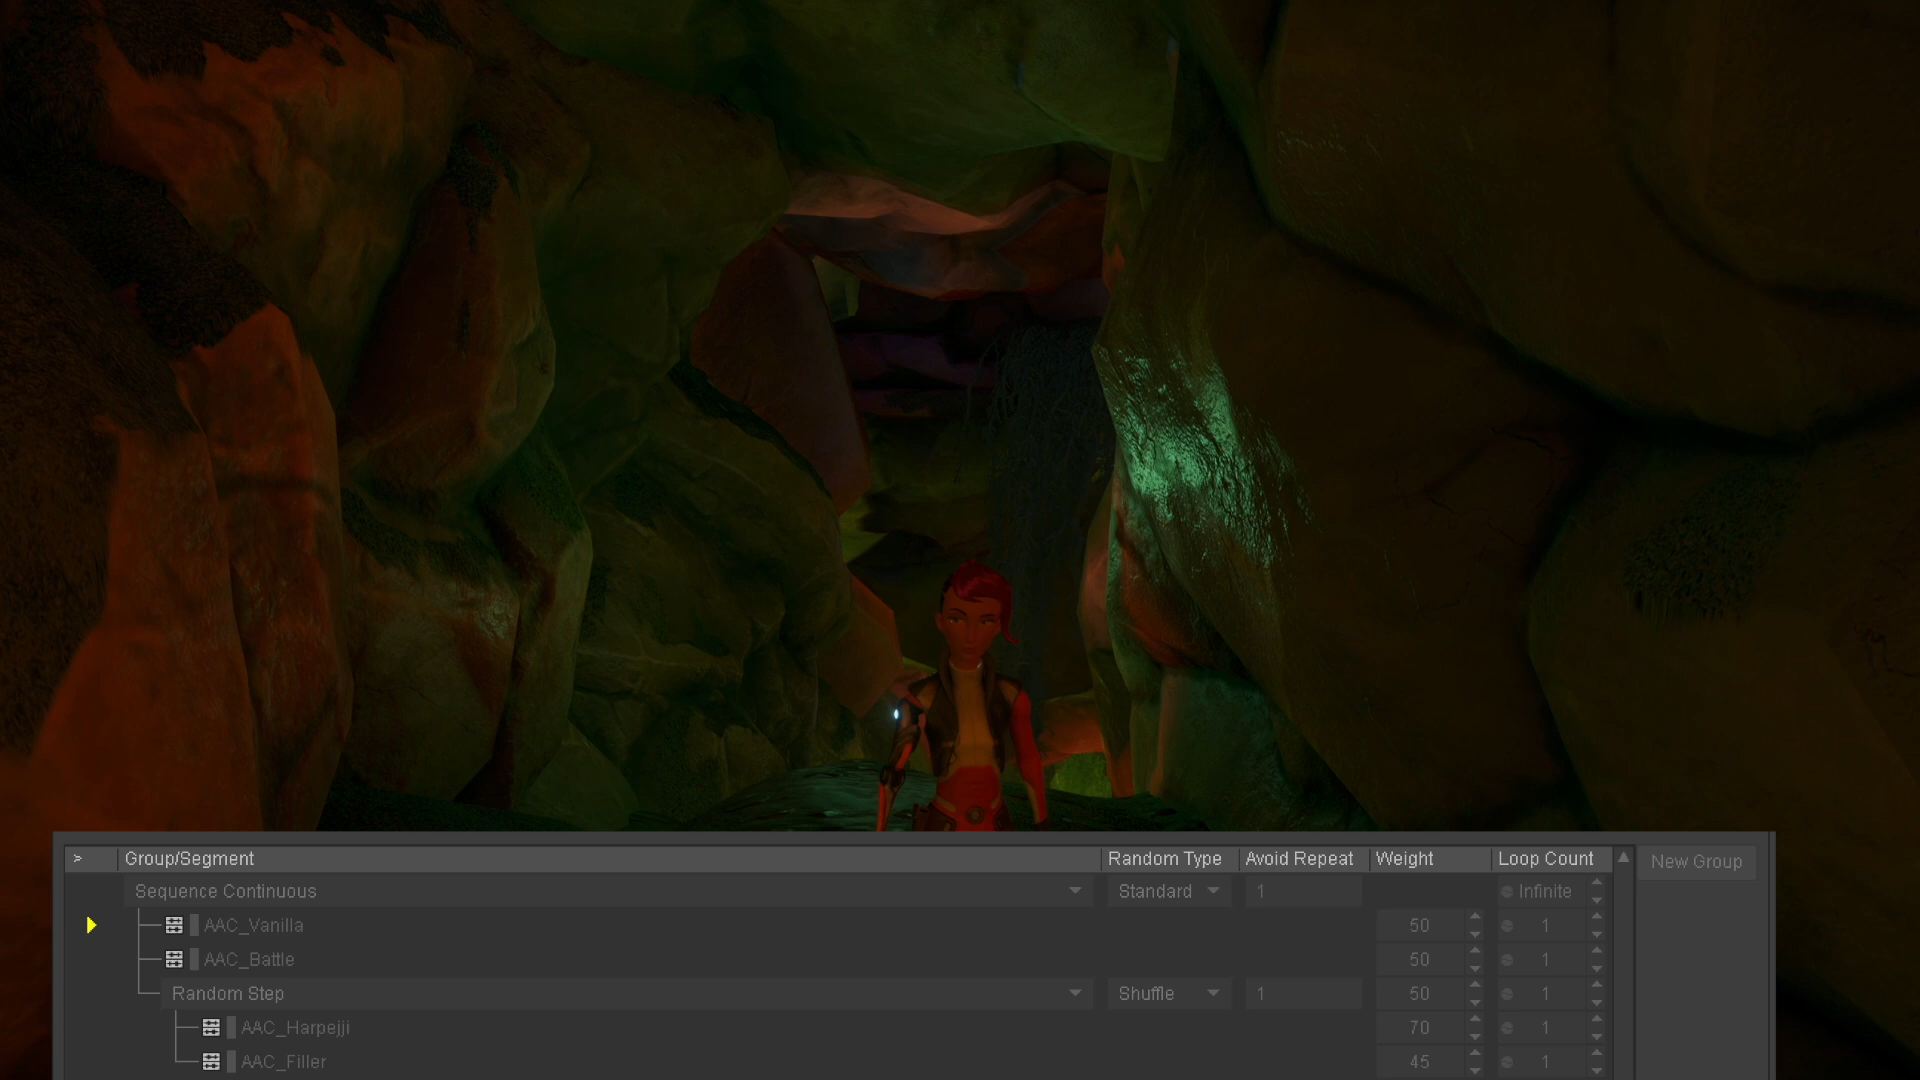 > Group/Segment Random Type Avoid Repeat Weight Loop Count New Group
Sequence Continuous Standard 1 Infinite
AAC_Vanilla 50 1
AAC_Battle 50 1
Random Step Shuffle 1 50 1
AAC_Harpejji 70 1
AAC_Filler 45 1